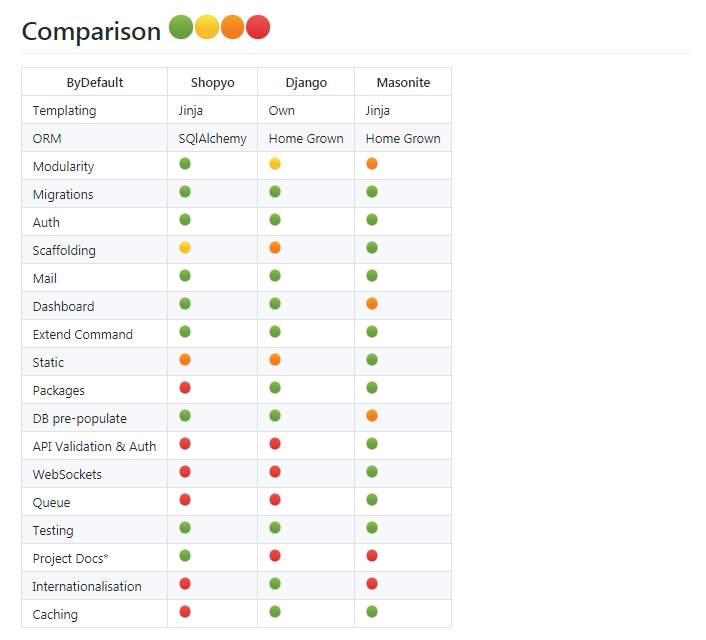 Comparison
ByDefault Shopyo Django Masonite
Templating Jinja Own Jinja
ORM SQlAlchemy Home Grown Home Grown
Modularity
Migrations
Auth
Scaffolding
Mail
Dashboard
Extend Command
Static
Packages
DB pre-populate
API Validation & Auth
WebSockets
Queue
Testing
Project Docs*
Internationalisation
Caching